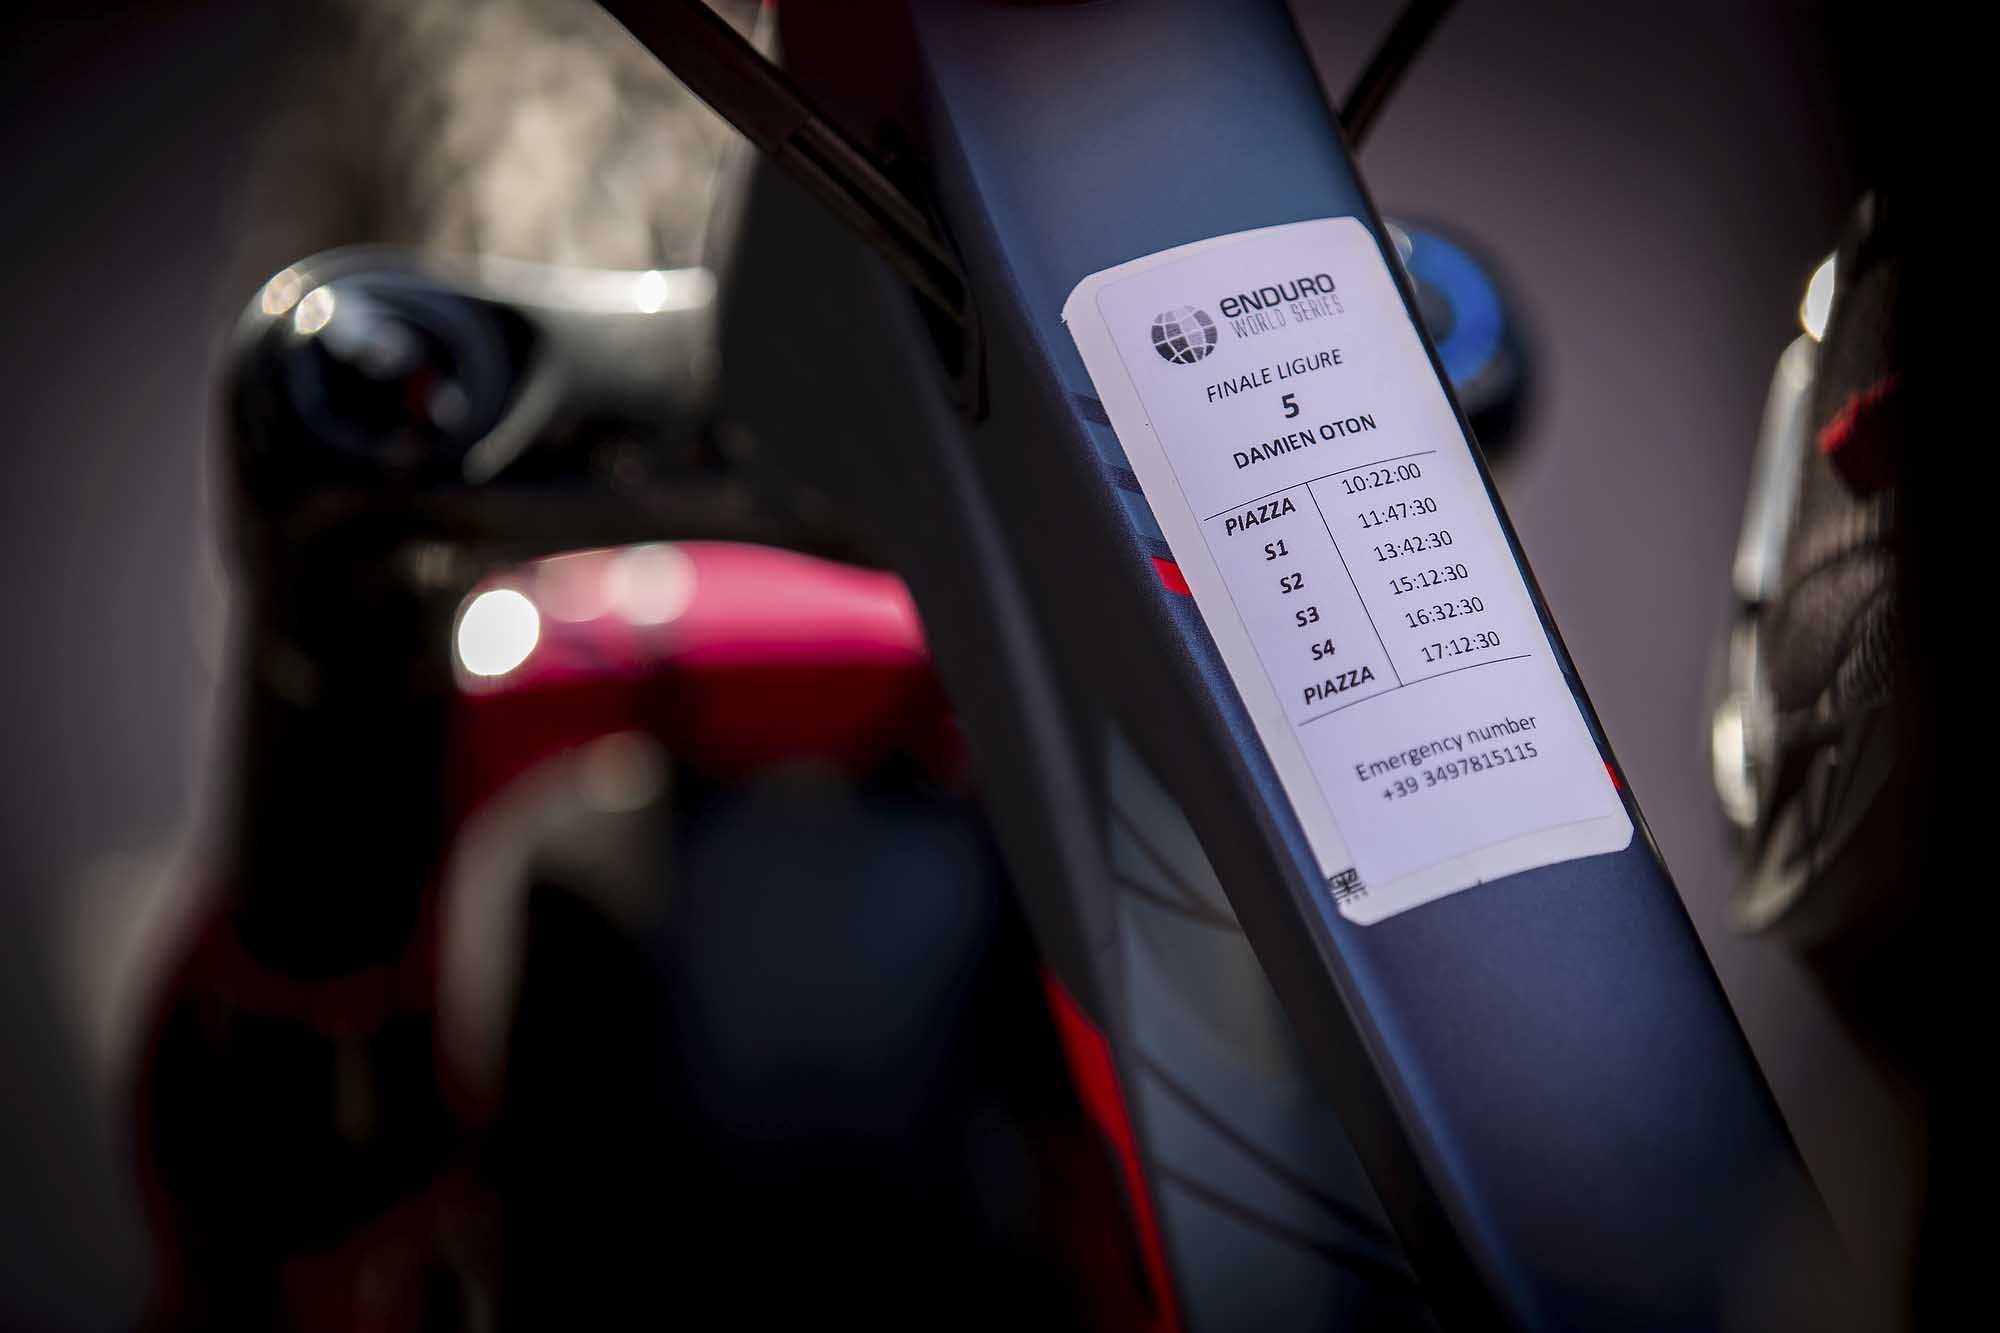 eNDURO
WORLD SERIES
FINALE LIGURE
5
DAMIEN OTON
PIAZZA 10:22:00
S1 11:47:30
S2 13:42:30
S3 15:12:30
S4 16:32:30
PIAZZA 17:12:30
Emergency number
+39 3497815115